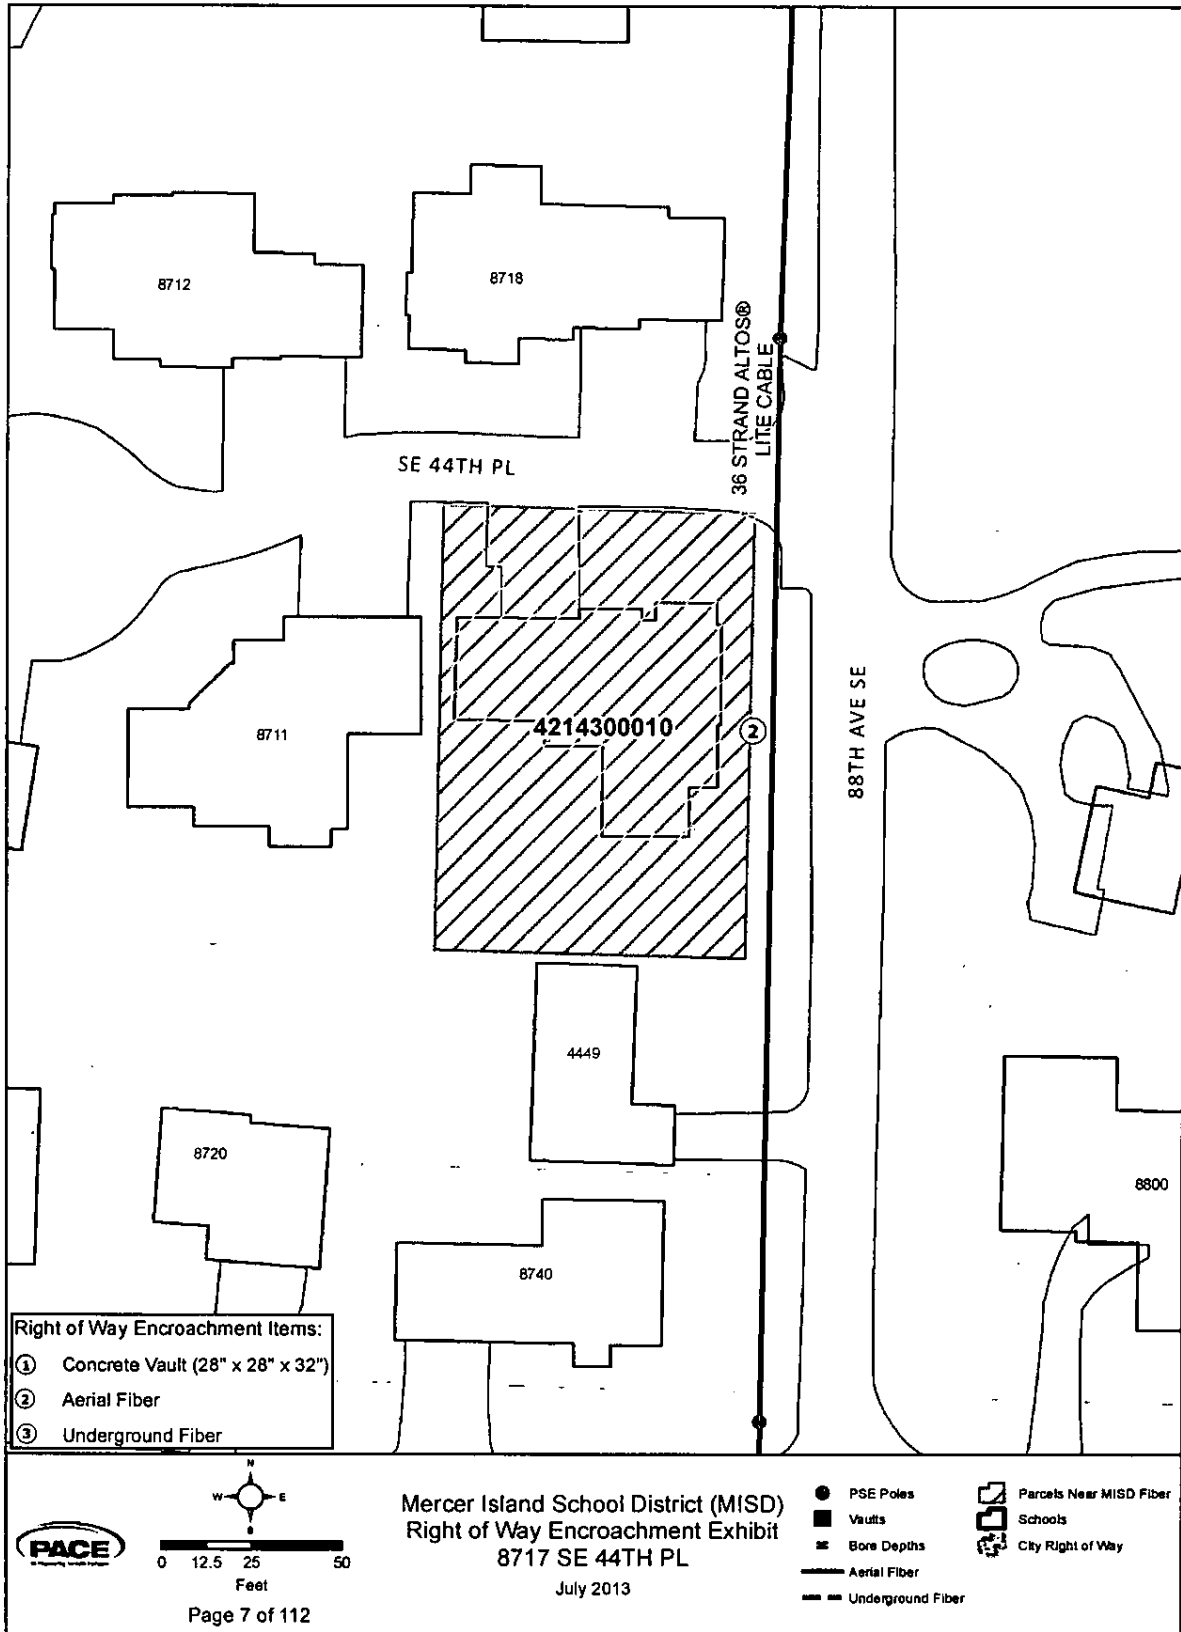 8712
8718
36 STRAND ALTOS®
LITE CABLE
SE 44TH PL
4214300010
2
8711
88TH AVE SE
4449
8720
8800
8740
Right of Way Encroachment Items:
1 Concrete Vault (28" x 28" x 32")
2 Aerial Fiber
3 Underground Fiber
N
W E
PACE
0 12.5 25 50
Feet
Page 7 of 112
Mercer Island School District (MISD)
Right of Way Encroachment Exhibit
8717 SE 44TH PL
July 2013
PSE Poles
Vaults
Bore Depths
Aerial Fiber
Underground Fiber
Parcels Near MISD Fiber
Schools
City Right of Way